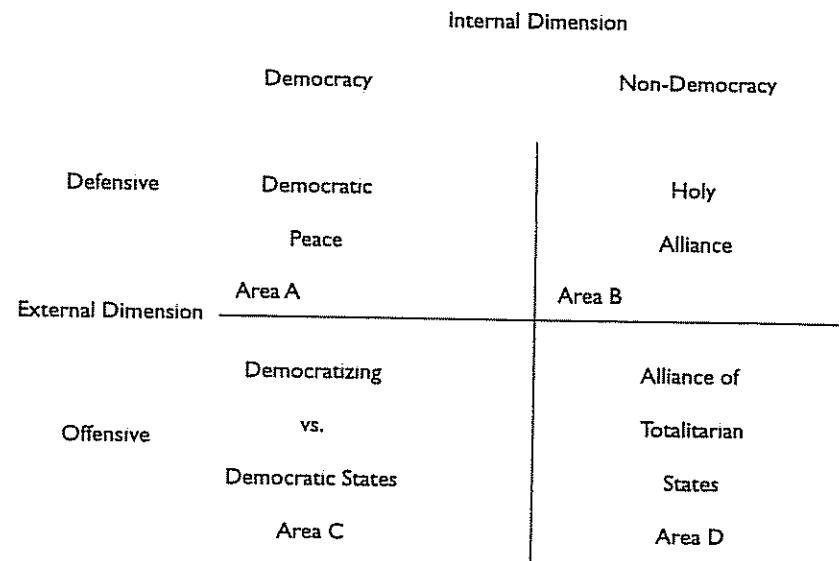 Internal Dimension
Democracy Non-Democracy
Defensive Democratic Holy
Peace Alliance
Area A Area B
External Dimension
Democratizing Alliance of
Offensive vs. Totalitarian
Democratic States States
Area C Area D